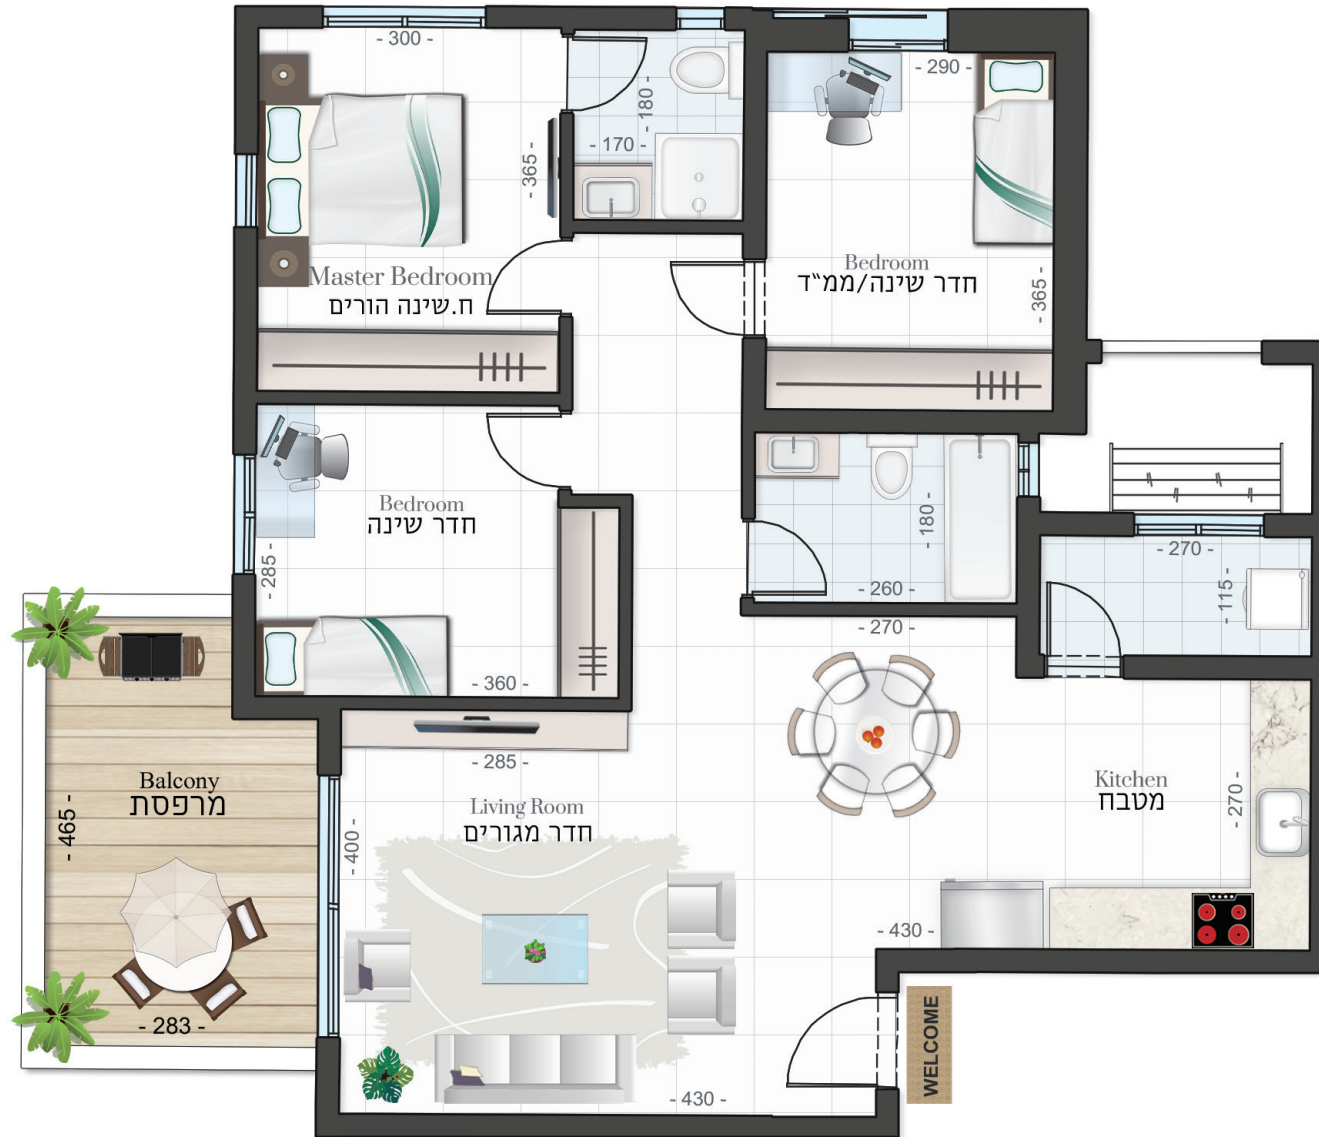 - 300 -
- 180 -
- 170 -
- 365 -
Master Bedroom
ח.שינה הורים
- 290 -
Bedroom
חדר שינה/ממ״ד
- 365 -
Bedroom
חדר שינה
- 285 -
- 360 -
- 180 -
- 260 -
- 270 -
- 115 -
- 270 -
Balcony
מרפסת
- 465 -
- 283 -
- 285 -
Living Room
חדר מגורים
- 400 -
Kitchen
מטבח
- 270 -
- 430 -
- 430 -
WELCOME